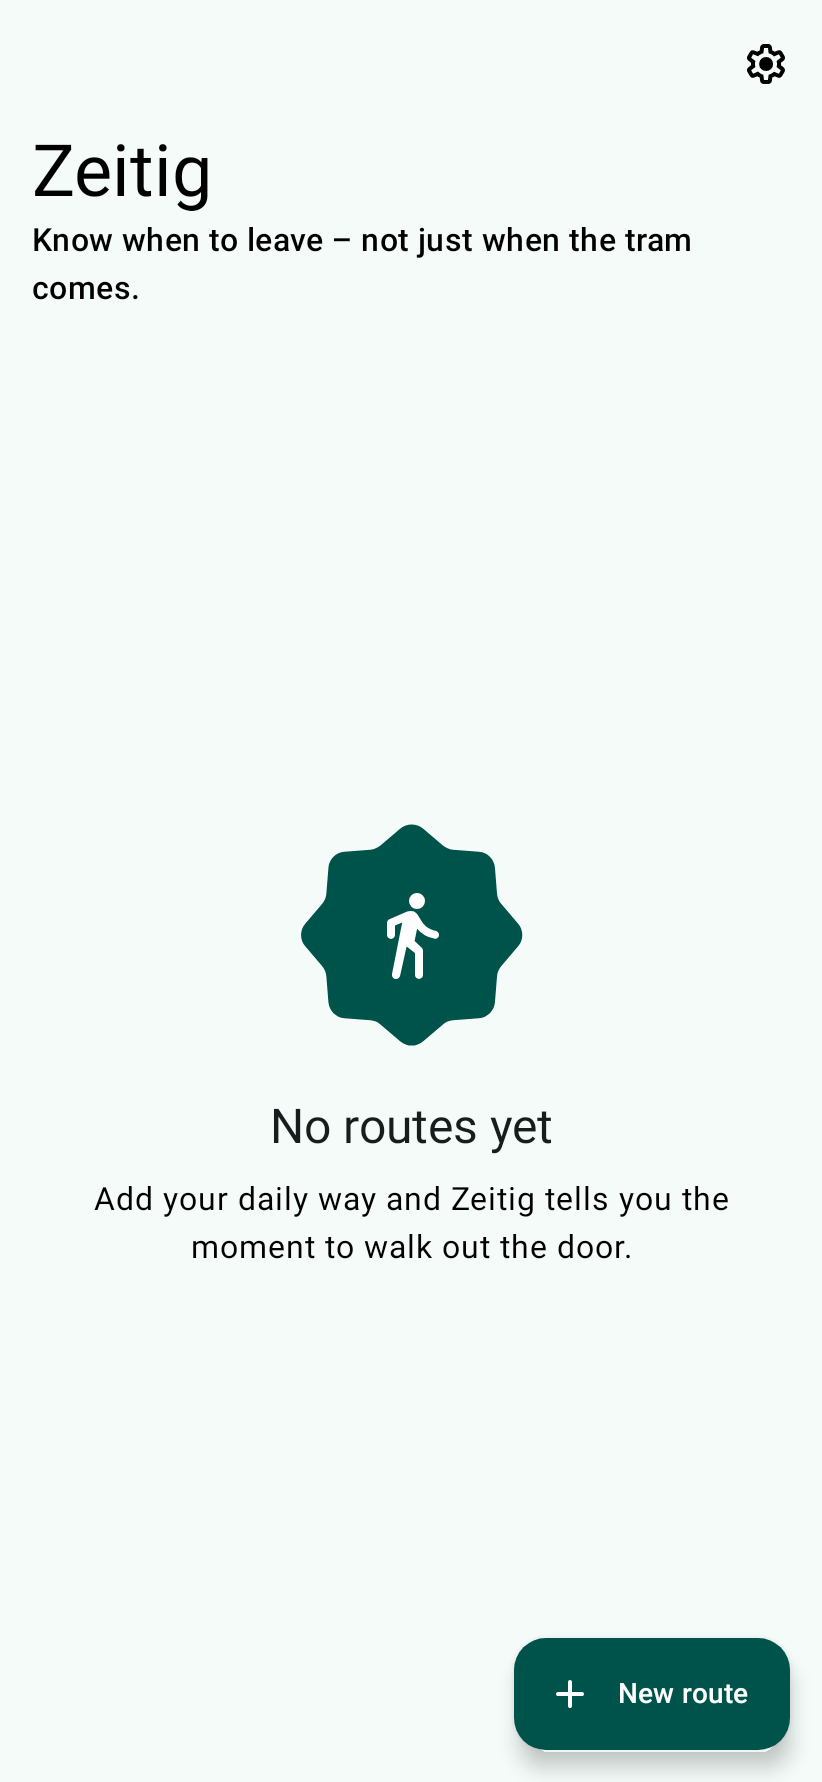 Zeitig
Know when to leave – not just when the tram
comes.
No routes yet
Add your daily way and Zeitig tells you the
moment to walk out the door.
New route